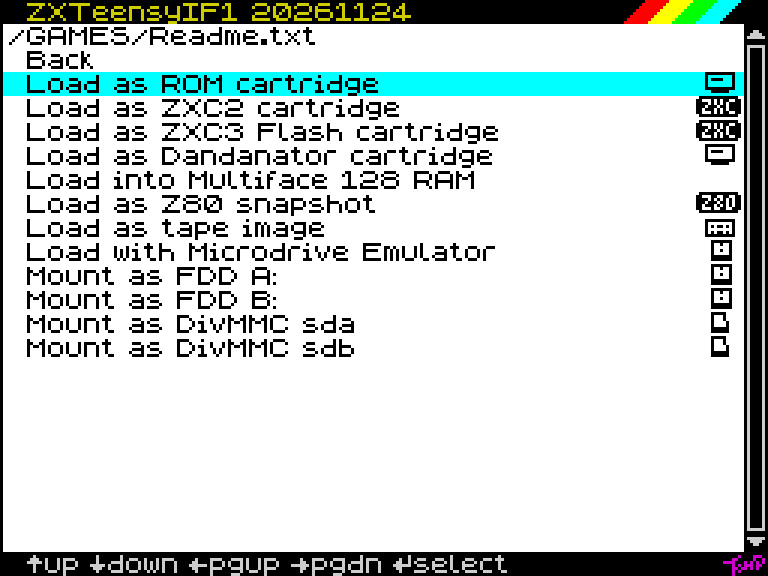 ZXTeensyIF1 20261124
/GAMES/Readme.txt
Back
Load as ROM cartridge
Load as ZXC2 cartridge ZXC
Load as ZXC3 Flash cartridge ZXC
Load as Dandanator cartridge
Load into Multiface 128 RAM
Load as Z80 snapshot Z80
Load as tape image
Load with Microdrive Emulator
Mount as FDD A:
Mount as FDD B:
Mount as DivMMC sda
Mount as DivMMC sdb
↑up ↓down ←pgup →pgdn ↵select